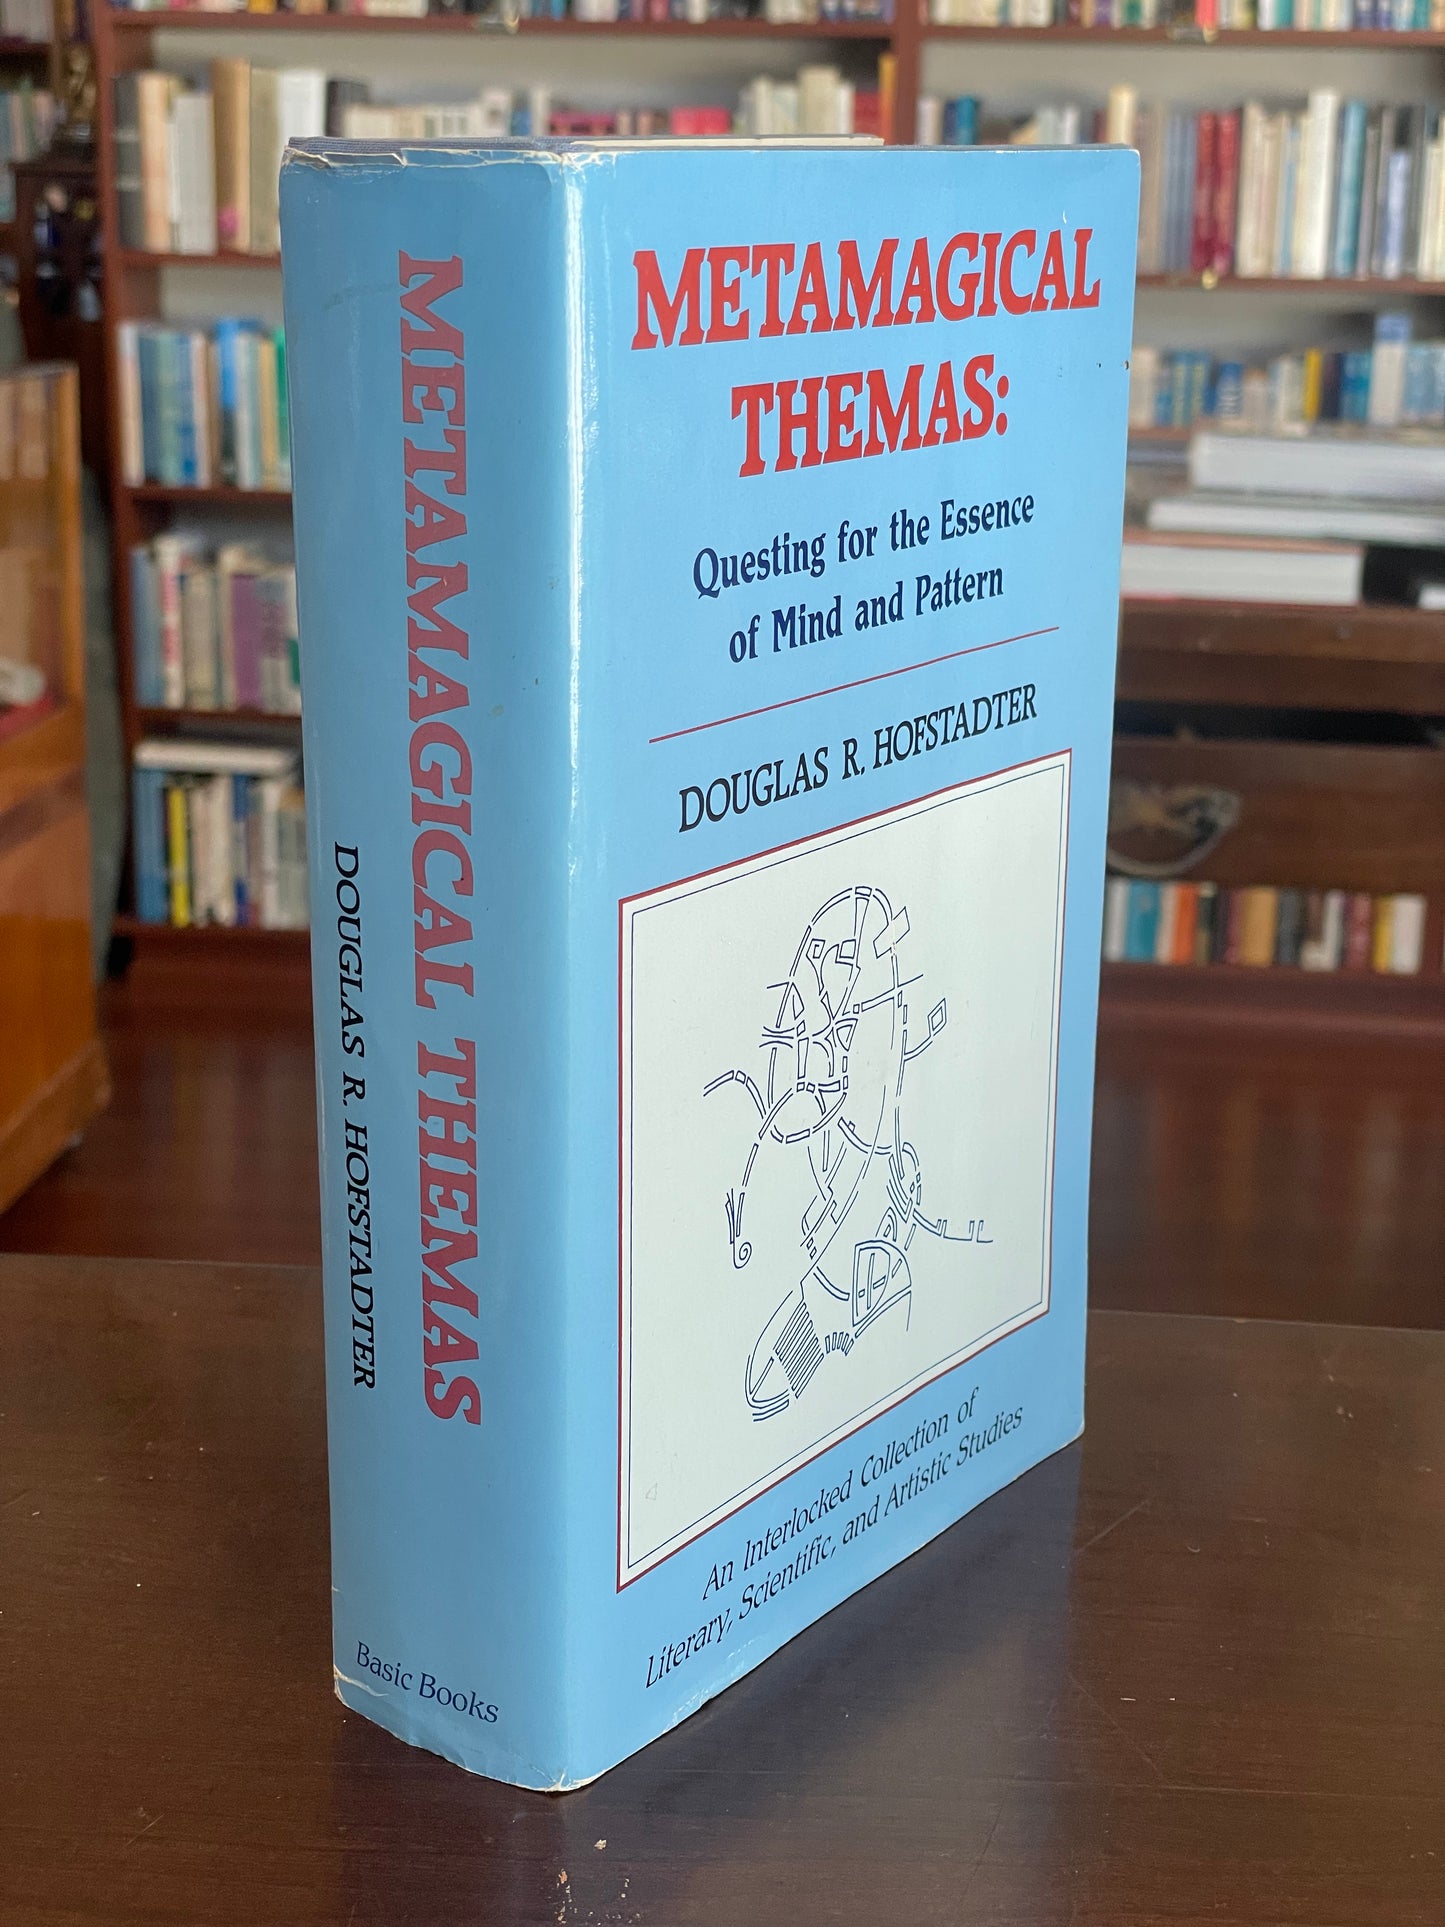 METAMAGICAL THEMAS
DOUGLAS R. HOFSTADTER
Basic Books
METAMAGICAL
THEMAS:
Questing for the Essence
of Mind and Pattern
DOUGLAS R. HOFSTADTER
An Interlocked Collection of
Literary, Scientific, and Artistic Studies